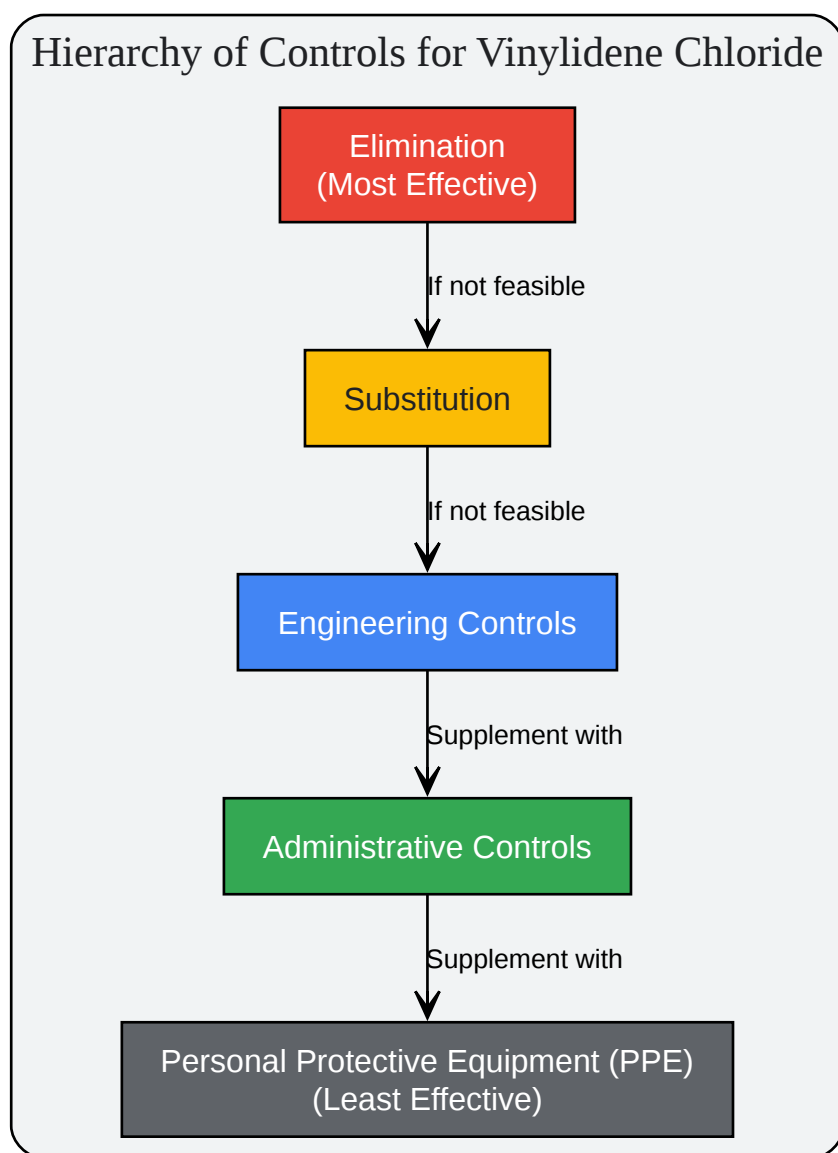 Hierarchy of Controls for Vinylidene Chloride
Elimination
(Most Effective)
If not feasible
Substitution
If not feasible
Engineering Controls
Supplement with
Administrative Controls
Supplement with
Personal Protective Equipment (PPE)
(Least Effective)